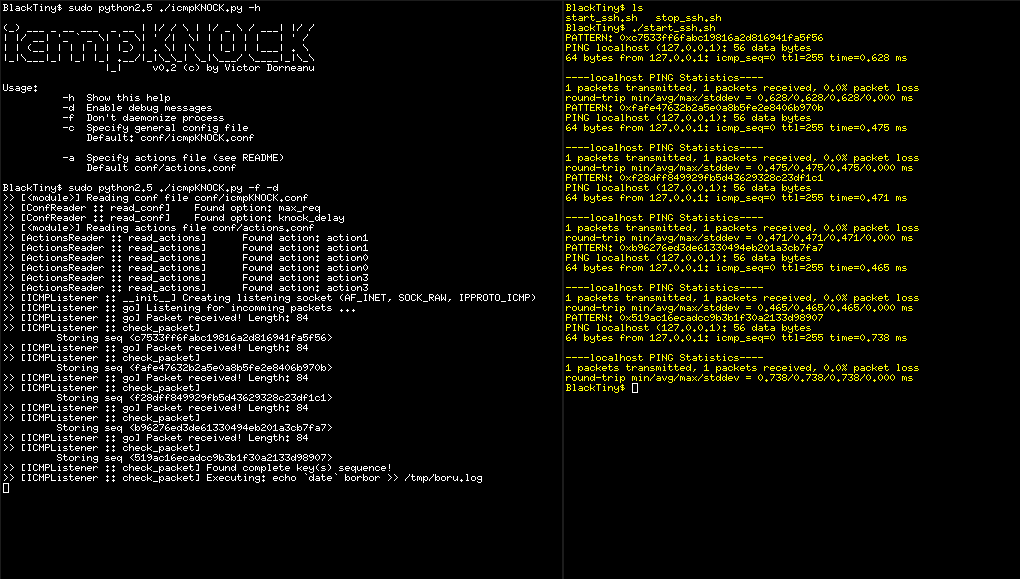 BlackTiny$ sudo python2.5 ./icmpKNOCK.py -h
v0.2 (c) by Victor Dorneanu
Usage:
-h  Show this help
-d  Enable debug messages
-f  Don't daemonize process
-c  Specify general config file
Default: conf/icmpKNOCK.conf
-a  Specify actions file (see README)
Default conf/actions.conf
BlackTiny$ sudo python2.5 ./icmpKNOCK.py -f -d
>> [<module>] Reading conf file conf/icmpKNOCK.conf
>> [ConfReader :: read_conf]    Found option: max_req
>> [ConfReader :: read_conf]    Found option: knock_delay
>> [<module>] Reading actions file conf/actions.conf
>> [ActionsReader :: read_actions]      Found action: action1
>> [ActionsReader :: read_actions]      Found action: action1
>> [ActionsReader :: read_actions]      Found action: action0
>> [ActionsReader :: read_actions]      Found action: action0
>> [ActionsReader :: read_actions]      Found action: action3
>> [ActionsReader :: read_actions]      Found action: action3
>> [ICMPListener :: __init__] Creating listening socket (AF_INET, SOCK_RAW, IPPROTO_ICMP)
>> [ICMPListener :: go] Listening for incomming packets ...
>> [ICMPListener :: go] Packet received! Length: 84
>> [ICMPListener :: check_packet]
Storing seq <c7533ff6fabc19816a2d816941fa5f56>
>> [ICMPListener :: go] Packet received! Length: 84
>> [ICMPListener :: check_packet]
Storing seq <fafe47632b2a5e0a8b5fe2e8406b970b>
>> [ICMPListener :: go] Packet received! Length: 84
>> [ICMPListener :: check_packet]
Storing seq <f28dff849929fb5d43629328c23df1c1>
>> [ICMPListener :: go] Packet received! Length: 84
>> [ICMPListener :: check_packet]
Storing seq <b96276ed3de61330494eb201a3cb7fa7>
>> [ICMPListener :: go] Packet received! Length: 84
>> [ICMPListener :: check_packet]
Storing seq <519ac16ecadcc9b3b1f30a2133d98907>
>> [ICMPListener :: check_packet] Found complete key(s) sequence!
>> [ICMPListener :: check_packet] Executing: echo `date` borbor >> /tmp/boru.log
BlackTiny$ ls
start_ssh.sh   stop_ssh.sh
BlackTiny$ ./start_ssh.sh
PATTERN: 0xc7533ff6fabc19816a2d816941fa5f56
PING localhost (127.0.0.1): 56 data bytes
64 bytes from 127.0.0.1: icmp_seq=0 ttl=255 time=0.628 ms
----localhost PING Statistics----
1 packets transmitted, 1 packets received, 0.0% packet loss
round-trip min/avg/max/stddev = 0.628/0.628/0.628/0.000 ms
PATTERN: 0xfafe47632b2a5e0a8b5fe2e8406b970b
PING localhost (127.0.0.1): 56 data bytes
64 bytes from 127.0.0.1: icmp_seq=0 ttl=255 time=0.475 ms
----localhost PING Statistics----
1 packets transmitted, 1 packets received, 0.0% packet loss
round-trip min/avg/max/stddev = 0.475/0.475/0.475/0.000 ms
PATTERN: 0xf28dff849929fb5d43629328c23df1c1
PING localhost (127.0.0.1): 56 data bytes
64 bytes from 127.0.0.1: icmp_seq=0 ttl=255 time=0.471 ms
----localhost PING Statistics----
1 packets transmitted, 1 packets received, 0.0% packet loss
round-trip min/avg/max/stddev = 0.471/0.471/0.471/0.000 ms
PATTERN: 0xb96276ed3de61330494eb201a3cb7fa7
PING localhost (127.0.0.1): 56 data bytes
64 bytes from 127.0.0.1: icmp_seq=0 ttl=255 time=0.465 ms
----localhost PING Statistics----
1 packets transmitted, 1 packets received, 0.0% packet loss
round-trip min/avg/max/stddev = 0.465/0.465/0.465/0.000 ms
PATTERN: 0x519ac16ecadcc9b3b1f30a2133d98907
PING localhost (127.0.0.1): 56 data bytes
64 bytes from 127.0.0.1: icmp_seq=0 ttl=255 time=0.738 ms
----localhost PING Statistics----
1 packets transmitted, 1 packets received, 0.0% packet loss
round-trip min/avg/max/stddev = 0.738/0.738/0.738/0.000 ms
BlackTiny$